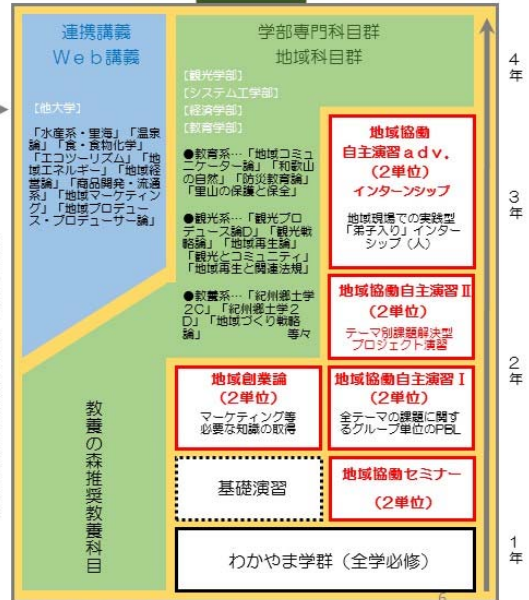 連携講義
Ｗｅｂ講義
【他大学】
「水産系・里海」「温泉
論」「食・食物化学」
「エコツーリズム」「地
域エネルギー」「地域経
営論」「商品開発・流通
系」「地域マーケティン
グ」「地域プロデュー
ス・プロデューサー論」
学部専門科目群
地域科目群
【観光学部】
【システム工学部】
【経済学部】
【教育学部】
●教育系…「地域コミュ
ニケーター論」「和歌山
の自然」「防災教育論」
「里山の保護と保全」
●観光系…「観光プロ
デュース論D」「観光戦
略論」「地域再生論」
「観光とコミュニティ」
「地域再生と関連法規」
●教養系…「紀州郷土学
２C」「紀州郷土学２
D」「地域づくり戦略
論」 等々
地域協働
自主演習ａｄｖ．
(２単位)
インターンシップ
地域現場での実践型
「弟子入り」インター
シップ（人）
地域協働自主演習Ⅱ
(２単位)
テーマ別課題解決型
プロジェクト演習
地域創業論
(２単位)
マーケティング等
必要な知識の取得
地域協働自主演習Ⅰ
(２単位)
全テーマの課題に関す
るグループ単位のPBL
基礎演習
地域協働セミナー
(２単位)
わかやま学群（全学必修）
教養の森推奨教養科目
4年
3年
2年
1年
6